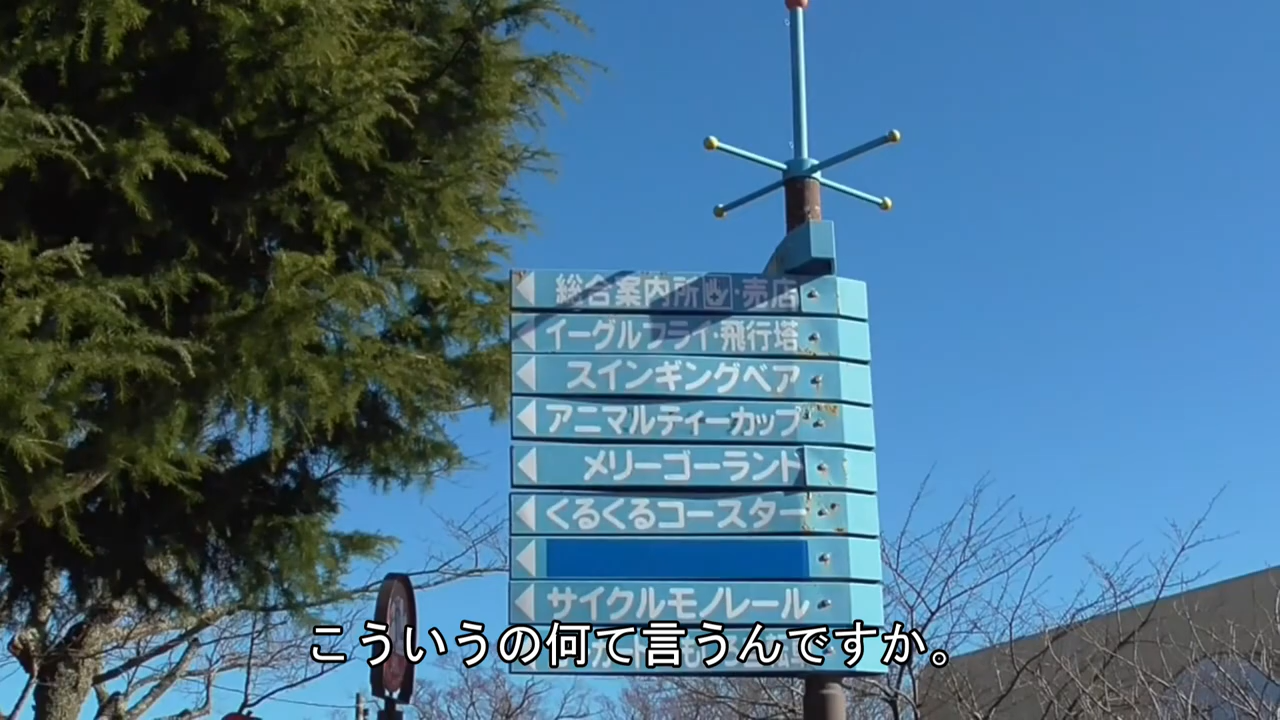 総合案内所・売店
イーグルフライ・飛行塔
スインギングベア
アニマルティーカップ
メリーゴーランド
くるくるコースター
サイクルモノレール
こういうの何て言うんですか。